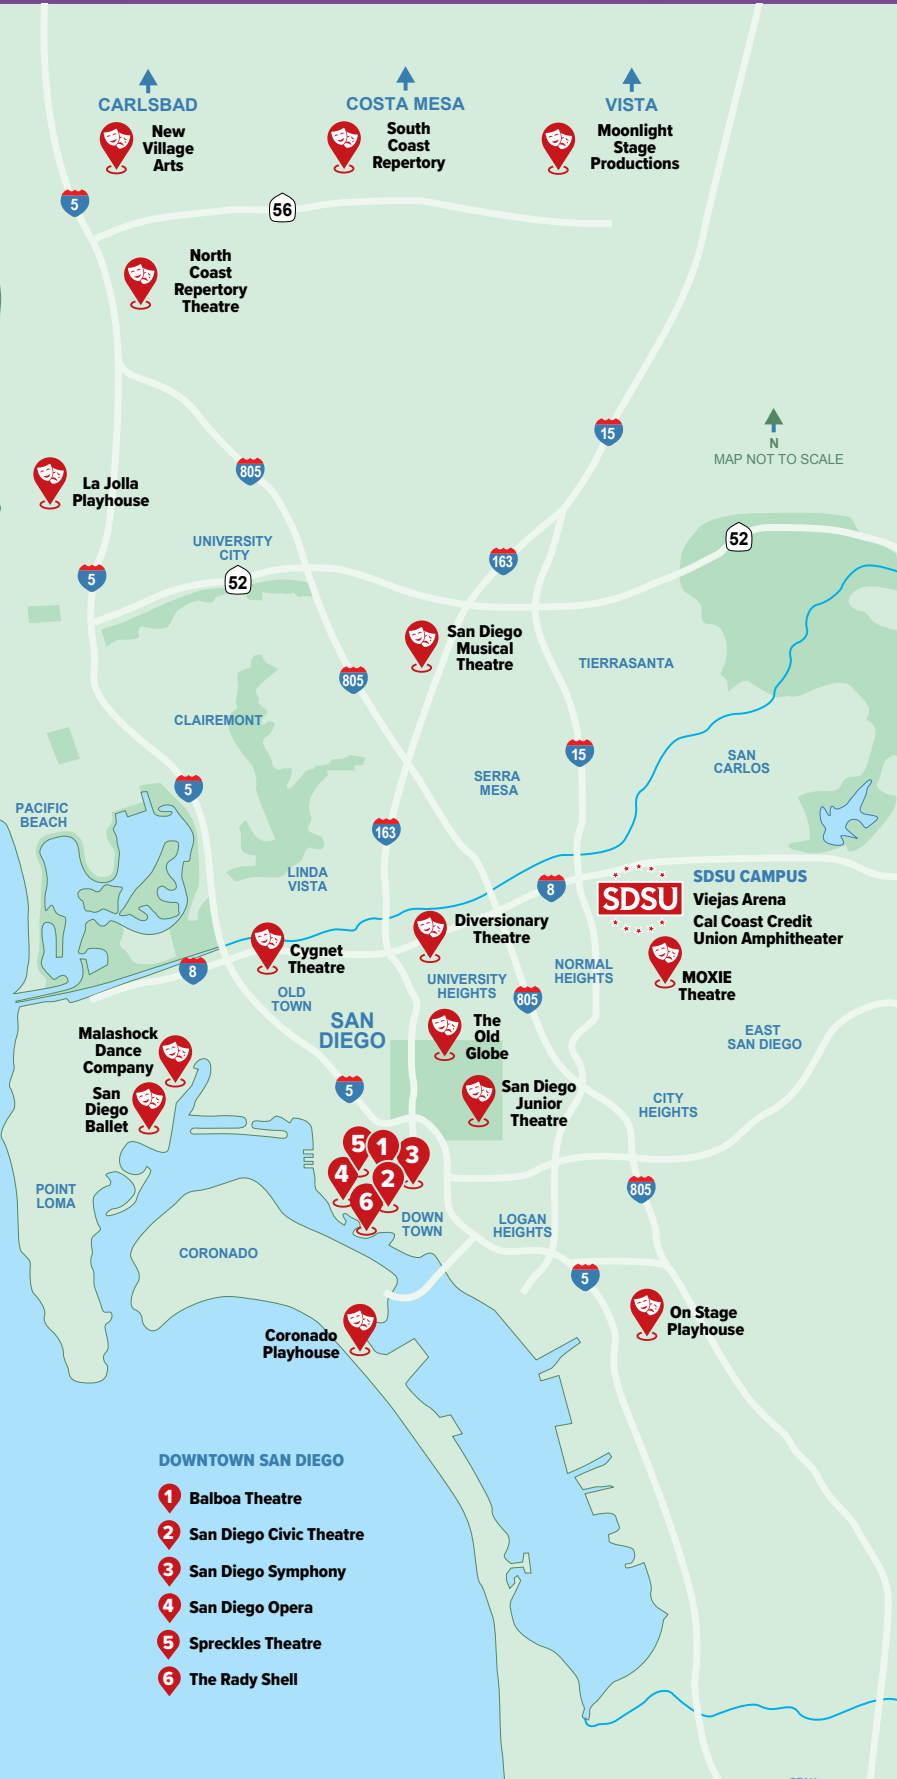 CARLSBAD
COSTA MESA
VISTA
New
Village
Arts
South
Coast
Repertory
Moonlight
Stage
Productions
5
56
North
Coast
Repertory
Theatre
15
N
MAP NOT TO SCALE
805
La Jolla
Playhouse
52
UNIVERSITY
CITY
163
5
52
San Diego
Musical
Theatre
TIERRASANTA
805
CLAIREMONT
15
SAN
CARLOS
SERRA
MESA
5
PACIFIC
BEACH
163
LINDA
VISTA
8
SDSU
SDSU CAMPUS
Viejas Arena
Cal Coast Credit
Union Amphitheater
Diversionary
Theatre
Cygnet
Theatre
8
NORMAL
HEIGHTS
MOXIE
Theatre
UNIVERSITY
HEIGHTS
OLD
TOWN
805
SAN
DIEGO
The
Old
Globe
EAST
SAN DIEGO
Malashock
Dance
Company
San
Diego
Ballet
5
San Diego
Junior
Theatre
CITY
HEIGHTS
5
1
3
4
2
6
POINT
LOMA
805
DOWN
TOWN
LOGAN
HEIGHTS
CORONADO
5
On Stage
Playhouse
Coronado
Playhouse
DOWNTOWN SAN DIEGO
1 Balboa Theatre
2 San Diego Civic Theatre
3 San Diego Symphony
4 San Diego Opera
5 Spreckles Theatre
6 The Rady Shell